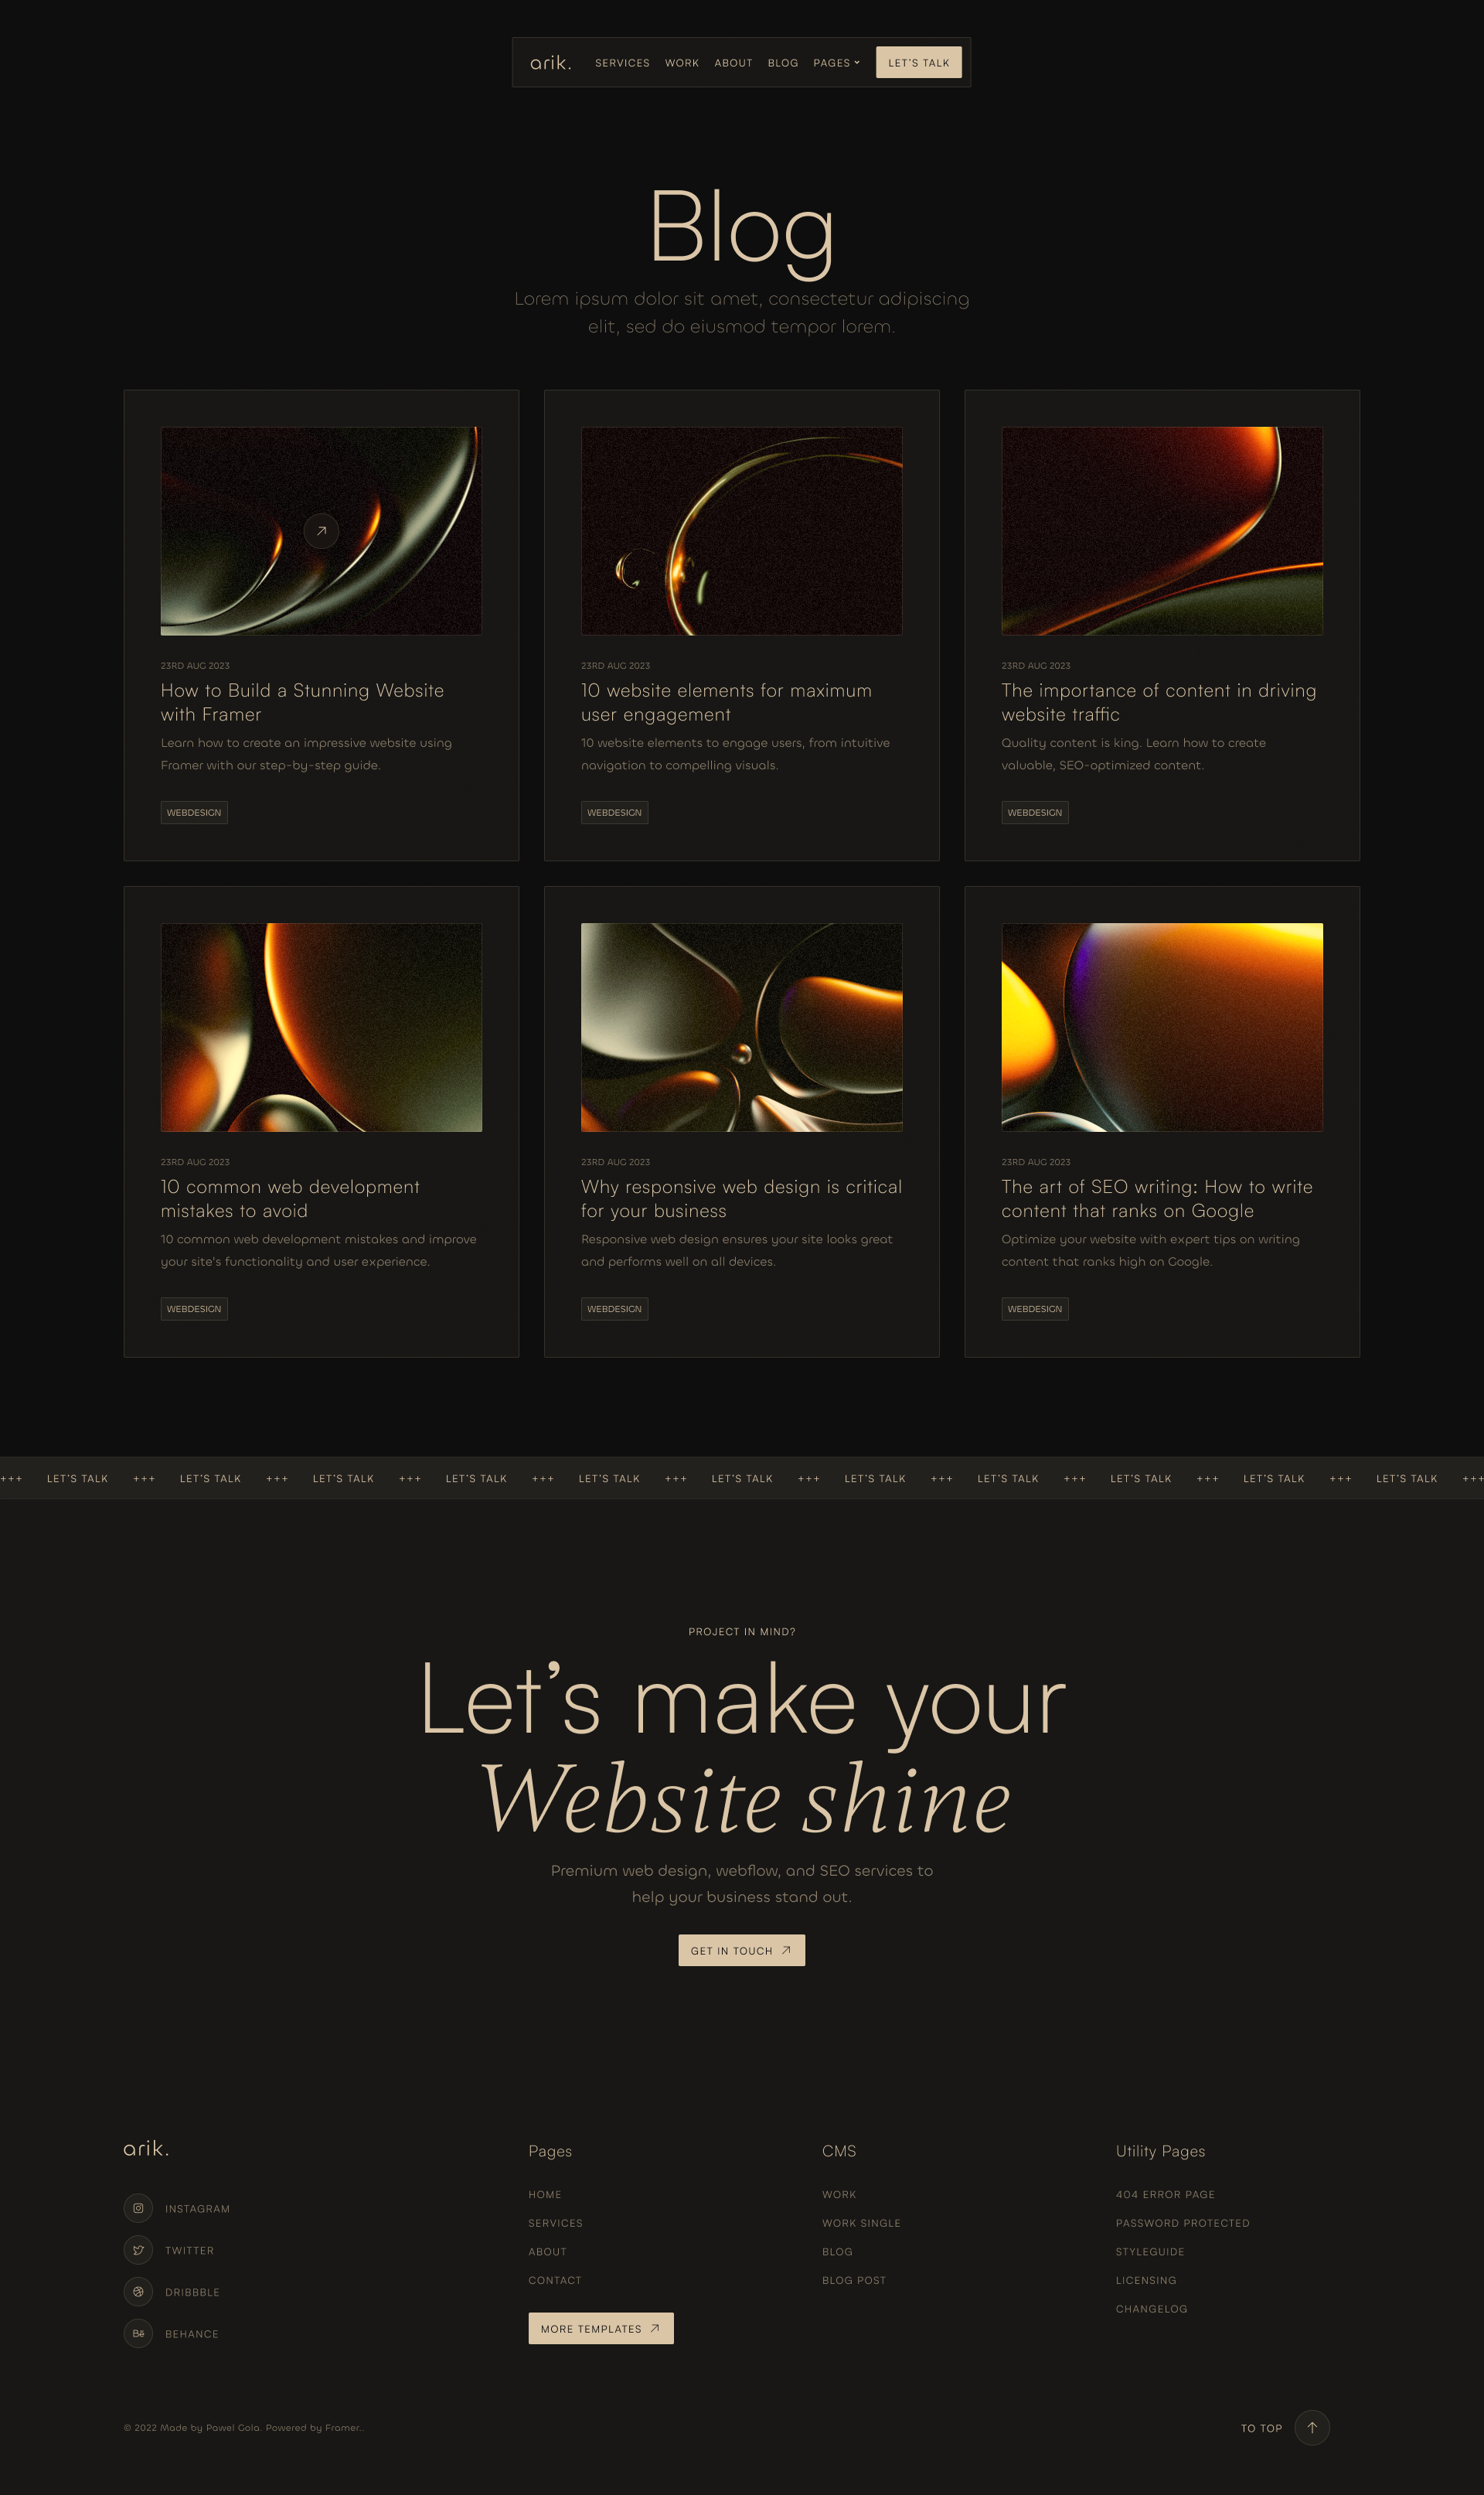 arik.
SERVICES
WORK
ABOUT
BLOG
PAGES
LET'S TALK
Blog
Lorem ipsum dolor sit amet, consectetur adipiscing
elit, sed do eiusmod tempor lorem.
23RD AUG 2023
How to Build a Stunning Website
with Framer
Learn how to create an impressive website using
Framer with our step-by-step guide.
WEBDESIGN
23RD AUG 2023
10 website elements for maximum
user engagement
10 website elements to engage users, from intuitive
navigation to compelling visuals.
WEBDESIGN
23RD AUG 2023
The importance of content in driving
website traffic
Quality content is king. Learn how to create
valuable, SEO-optimized content.
WEBDESIGN
23RD AUG 2023
10 common web development
mistakes to avoid
10 common web development mistakes and improve
your site's functionality and user experience.
WEBDESIGN
23RD AUG 2023
Why responsive web design is critical
for your business
Responsive web design ensures your site looks great
and performs well on all devices.
WEBDESIGN
23RD AUG 2023
The art of SEO writing: How to write
content that ranks on Google
Optimize your website with expert tips on writing
content that ranks high on Google.
WEBDESIGN
+++ LET'S TALK +++ LET'S TALK +++ LET'S TALK +++ LET'S TALK +++ LET'S TALK +++ LET'S TALK +++ LET'S TALK +++ LET'S TALK +++ LET'S TALK +++ LET'S TALK +++ LET'S TALK +++
PROJECT IN MIND?
Let’s make your
Website shine
Premium web design, webflow, and SEO services to
help your business stand out.
GET IN TOUCH
arik.
INSTAGRAM
TWITTER
DRIBBBLE
Bē BEHANCE
Pages
HOME
SERVICES
ABOUT
CONTACT
MORE TEMPLATES
CMS
WORK
WORK SINGLE
BLOG
BLOG POST
Utility Pages
404 ERROR PAGE
PASSWORD PROTECTED
STYLEGUIDE
LICENSING
CHANGELOG
© 2022 Made by Pawel Gola. Powered by Framer..
TO TOP